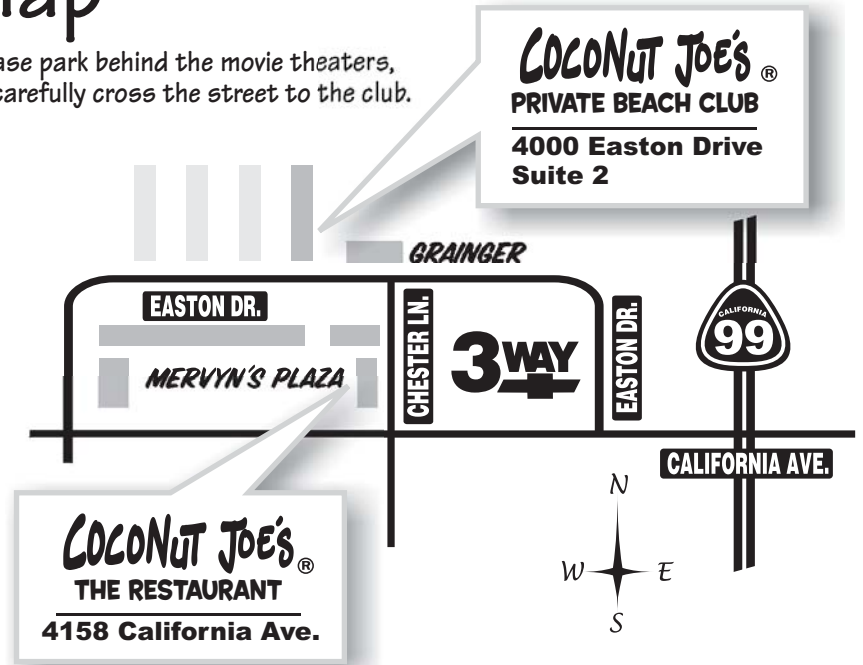 ase park behind the movie theaters,
carefully cross the street to the club.
COCONUT JOE'S ®
PRIVATE BEACH CLUB
4000 Easton Drive
Suite 2
GRAINGER
EASTON DR.
CHESTER LN.
3 WAY
EASTON DR.
CALIFORNIA
99
MERVYN'S PLAZA
CALIFORNIA AVE.
COCONUT JOE'S ®
THE RESTAURANT
4158 California Ave.
N
W E
S